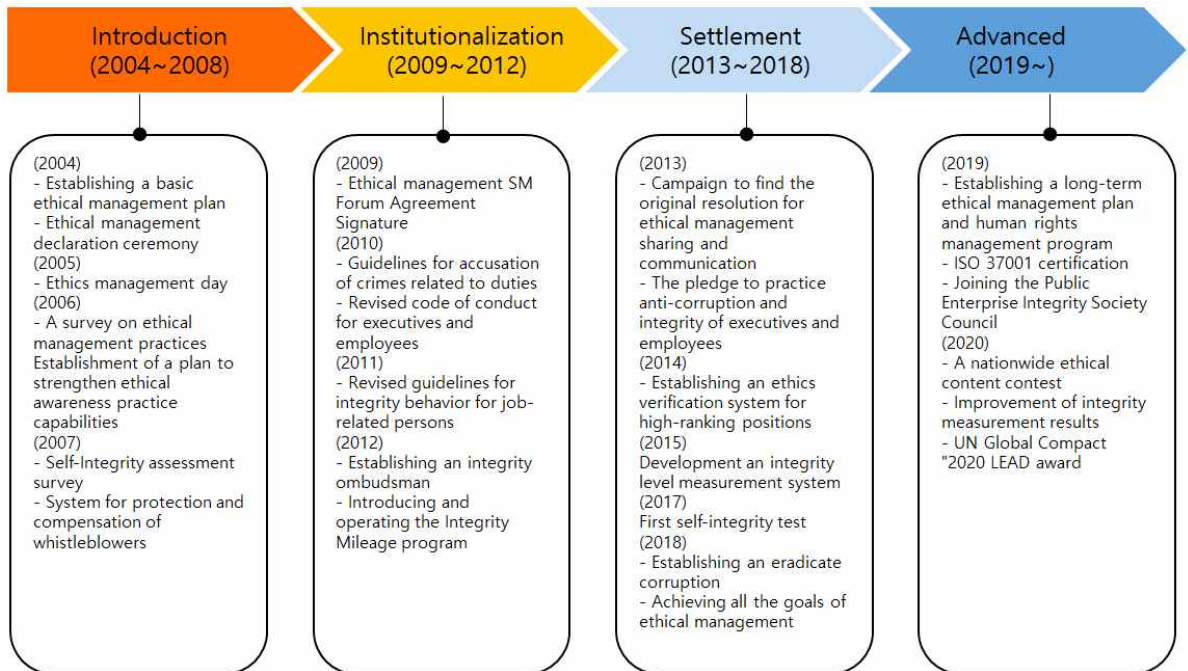 Introduction
(2004~2008)
Institutionalization
(2009~2012)
Settlement
(2013~2018)
Advanced
(2019~)
(2004)
- Establishing a basic
ethical management plan
- Ethical management
declaration ceremony
(2005)
- Ethics management day
(2006)
- A survey on ethical
management practices
Establishment of a plan to
strengthen ethical
awareness practice
capabilities
(2007)
- Self-Integrity assessment
survey
- System for protection and
compensation of
whistleblowers
(2009)
- Ethical management SM
Forum Agreement
Signature
(2010)
- Guidelines for accusation
of crimes related to duties
- Revised code of conduct
for executives and
employees
(2011)
- Revised guidelines for
integrity behavior for job-
related persons
(2012)
- Establishing an integrity
ombudsman
- Introducing and
operating the Integrity
Mileage program
(2013)
- Campaign to find the
original resolution for
ethical management
sharing and
communication
- The pledge to practice
anti-corruption and
integrity of executives and
employees
(2014)
- Establishing an ethics
verification system for
high-ranking positions
(2015)
Development an integrity
level measurement system
(2017)
First self-integrity test
(2018)
- Establishing an eradicate
corruption
- Achieving all the goals of
ethical management
(2019)
- Establishing a long-term
ethical management plan
and human rights
management program
- ISO 37001 certification
- Joining the Public
Enterprise Integrity Society
Council
(2020)
- A nationwide ethical
content contest
- Improvement of integrity
measurement results
- UN Global Compact
"2020 LEAD award